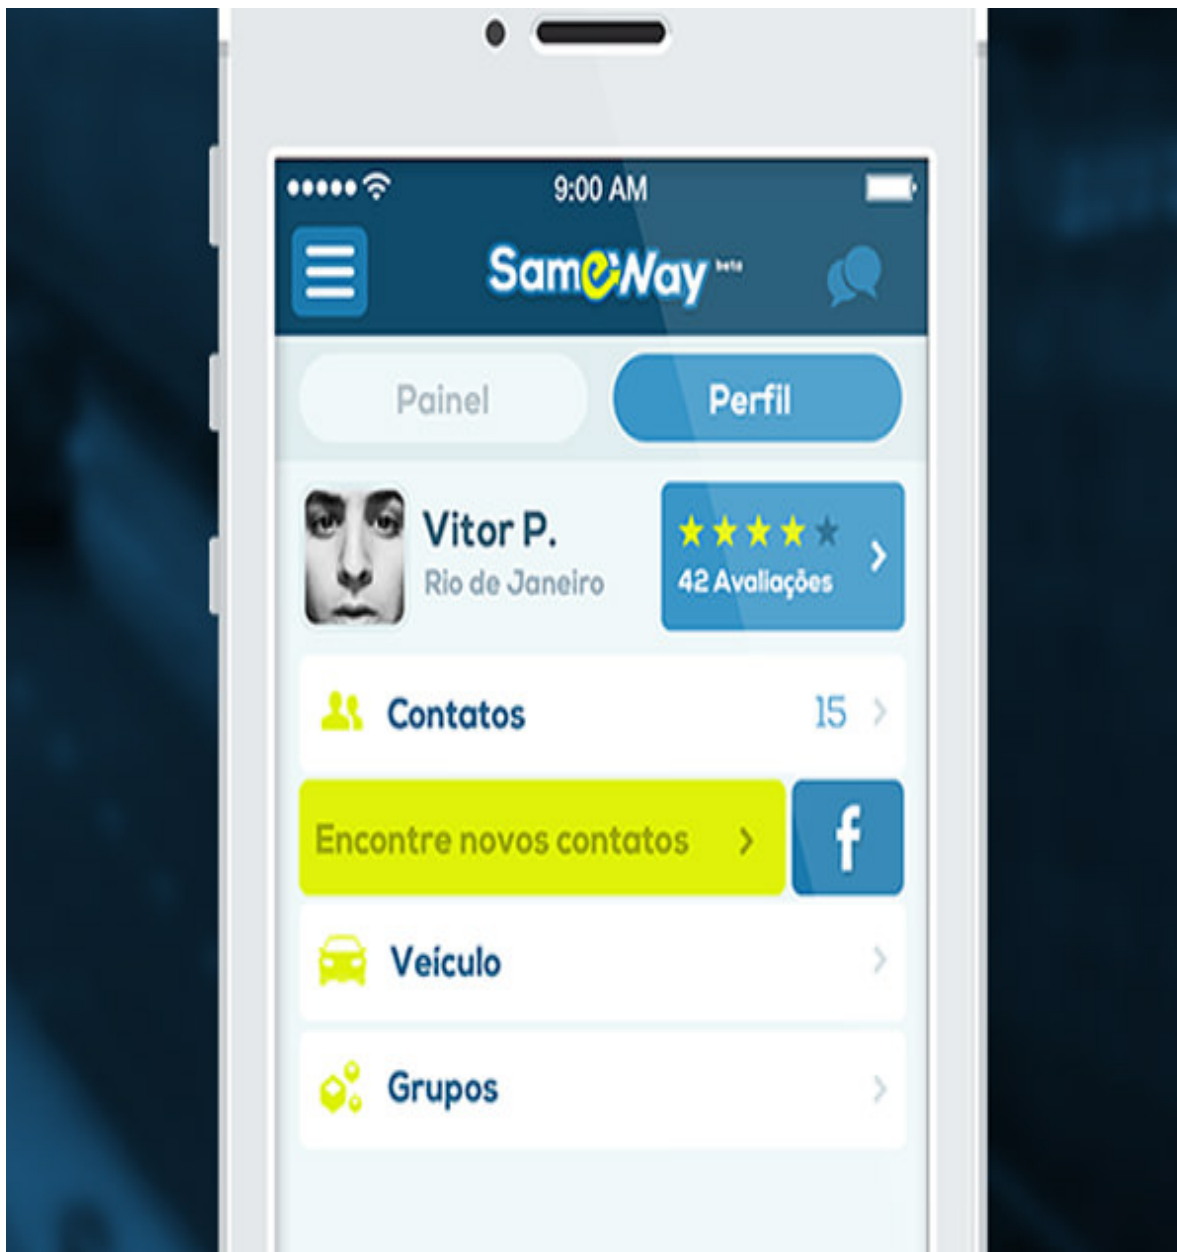 9:00 AM
SameWay beta
Painel
Perfil
Vitor P.
Rio de Janeiro
42 Avaliações
Contatos
15
Encontre novos contatos
f
Veículo
Grupos